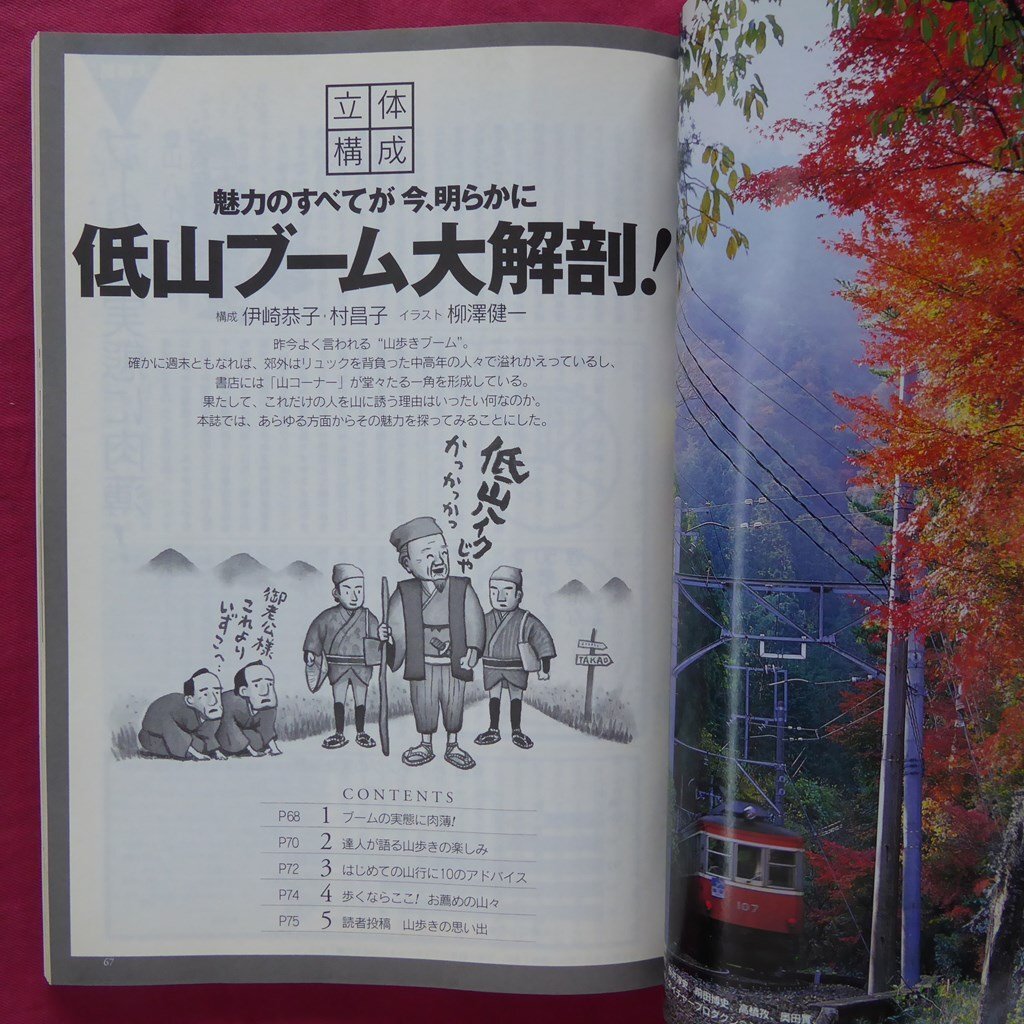 立体
構成
魅力のすべてが 今、明らかに
低山ブーム大解剖!
構成 伊崎恭子・村昌子 イラスト 柳澤健一
昨今よく言われる“山歩きブーム”。
確かに週末ともなれば、郊外はリュックを背負った中高年の人々で溢れかえっているし、
書店には「山コーナー」が堂々たる一角を形成している。
果たして、これだけの人を山に誘う理由はいったい何なのか。
本誌では、あらゆる方面からその魅力を探ってみることにした。
低山ハイクじゃ
かっかっかっ
御老公様、
これより
いずこへ…
TAKAO
CONTENTS
P68 1 ブームの実態に肉薄!
P70 2 達人が語る山歩きの楽しみ
P72 3 はじめての山行に10のアドバイス
P74 4 歩くならここ! お薦めの山々
P75 5 読者投稿 山歩きの思い出
67
107
高橋孜、奥田實
プロダクシ